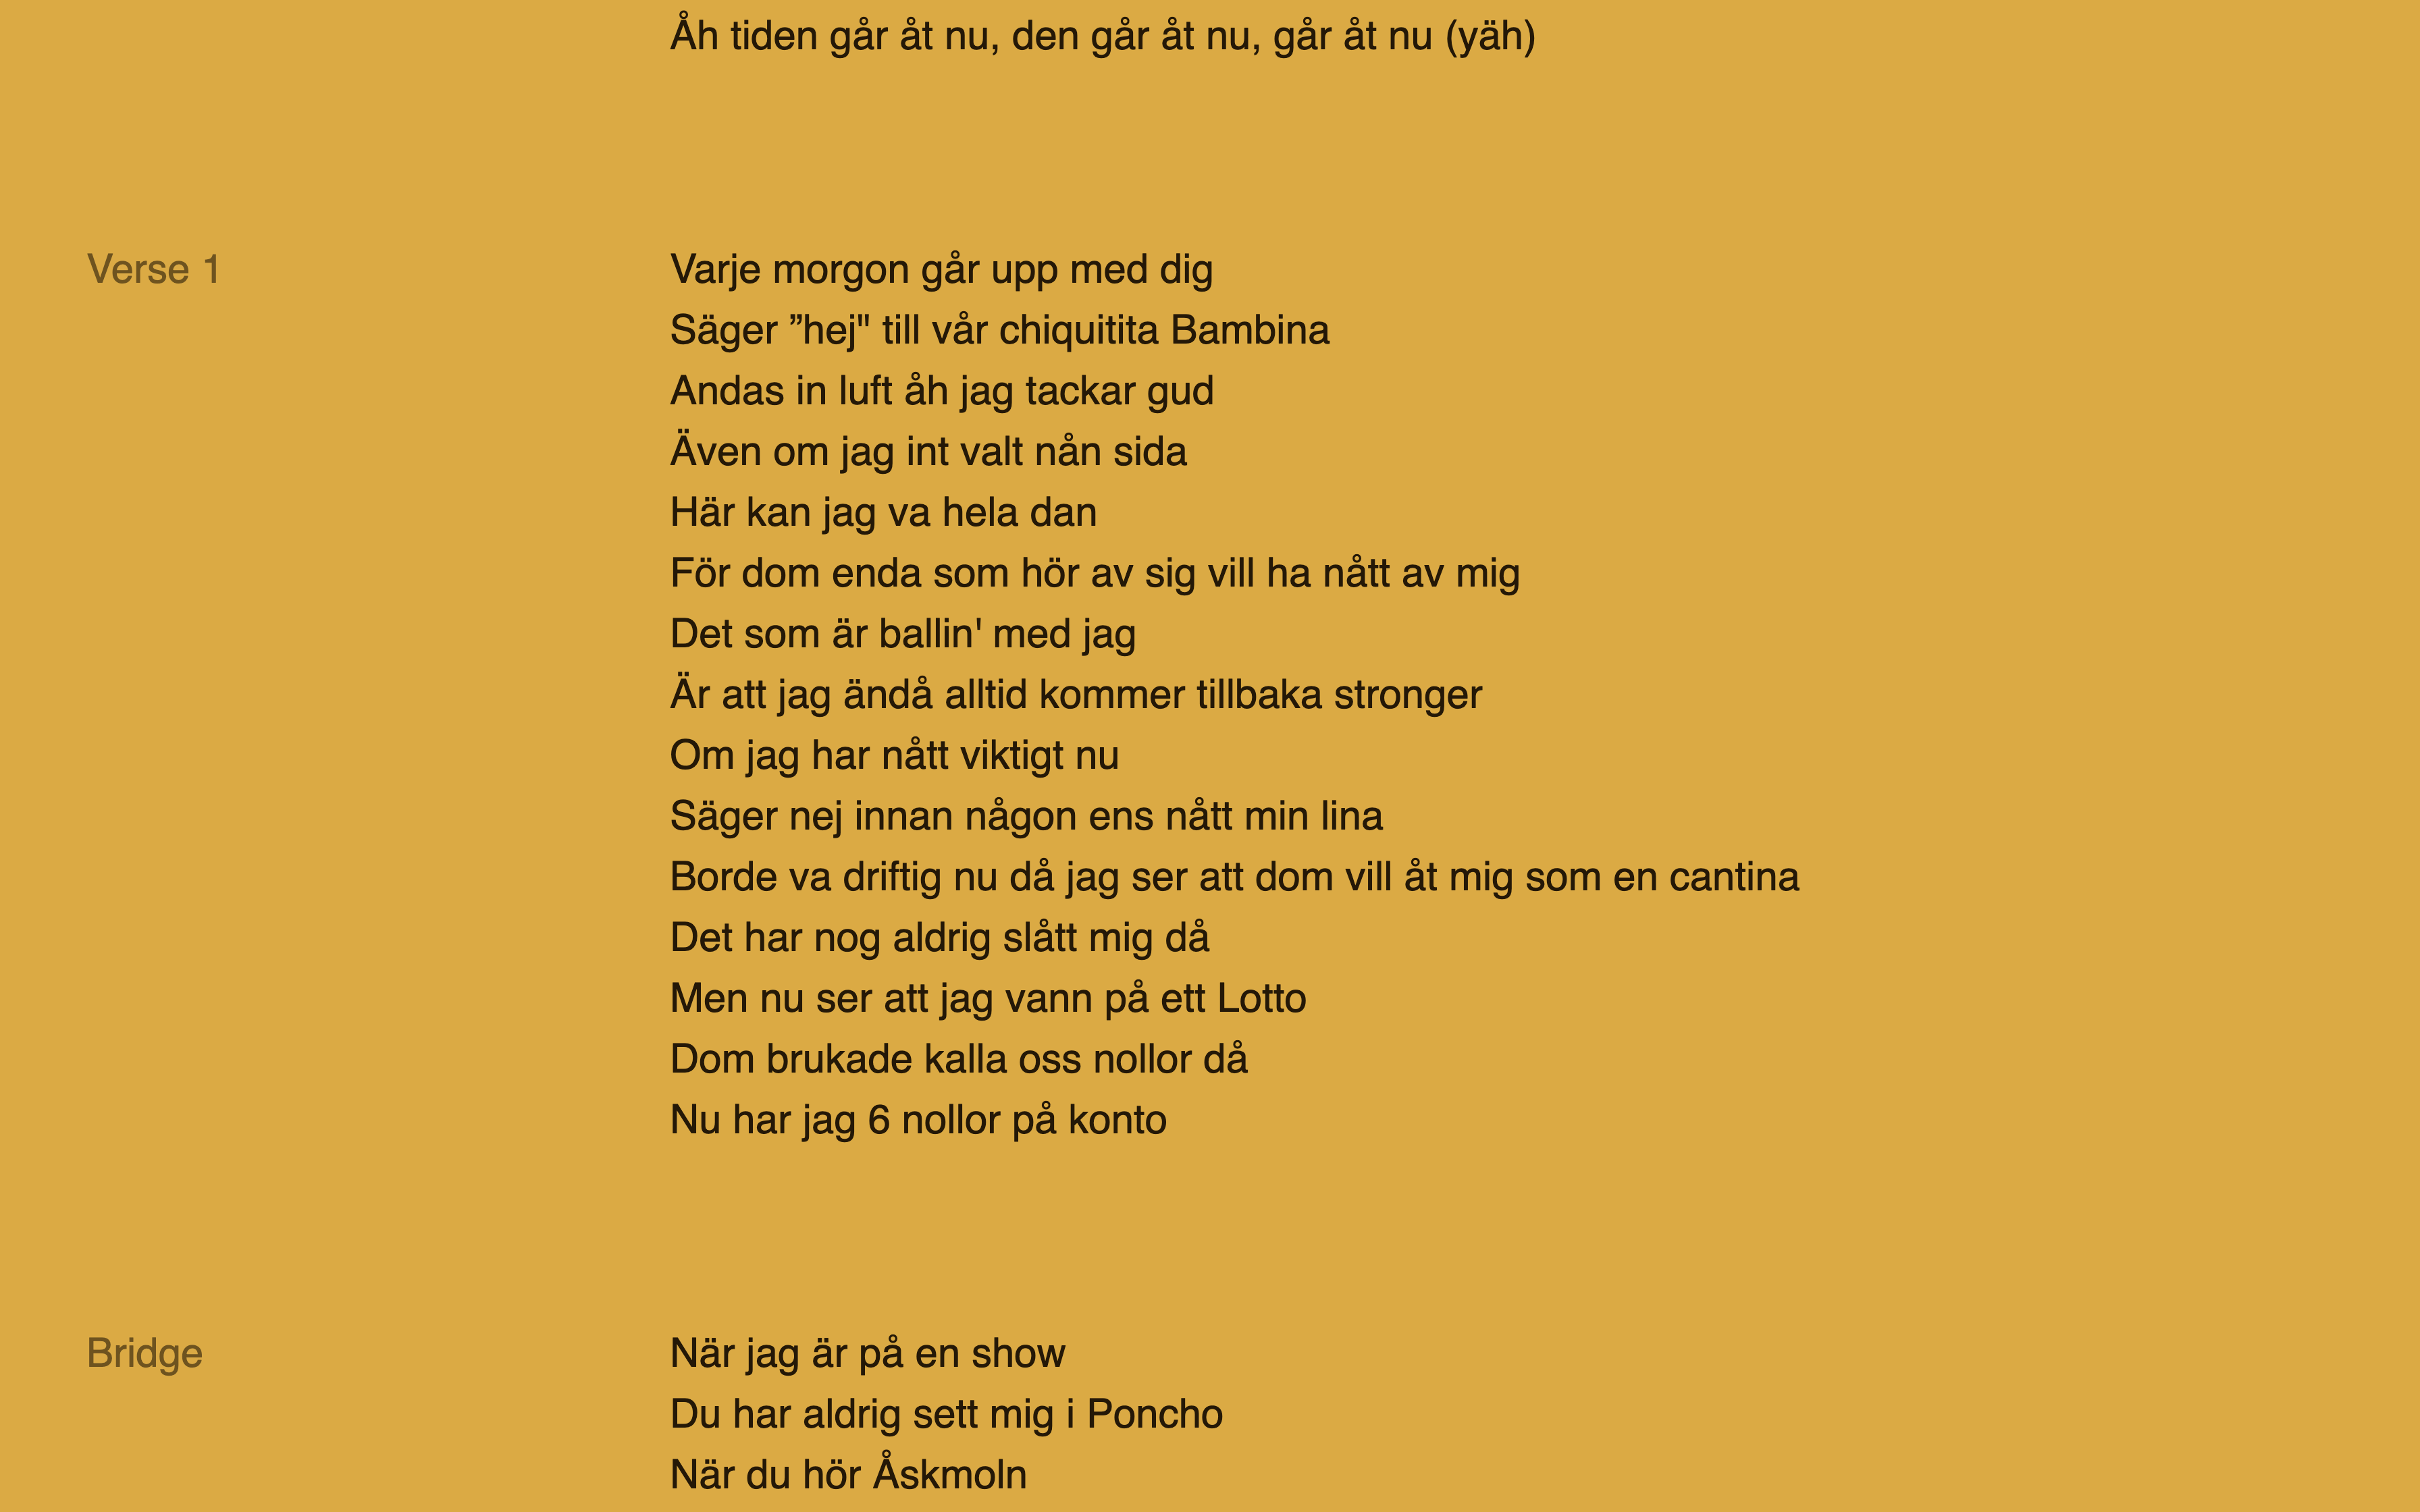 Åh tiden går åt nu, den går åt nu, går åt nu (yäh)
Verse 1
Varje morgon går upp med dig
Säger ”hej" till vår chiquitita Bambina
Andas in luft åh jag tackar gud
Även om jag int valt nån sida
Här kan jag va hela dan
För dom enda som hör av sig vill ha nått av mig
Det som är ballin' med jag
Är att jag ändå alltid kommer tillbaka stronger
Om jag har nått viktigt nu
Säger nej innan någon ens nått min lina
Borde va driftig nu då jag ser att dom vill åt mig som en cantina
Det har nog aldrig slått mig då
Men nu ser att jag vann på ett Lotto
Dom brukade kalla oss nollor då
Nu har jag 6 nollor på konto
Bridge
När jag är på en show
Du har aldrig sett mig i Poncho
När du hör Åskmoln